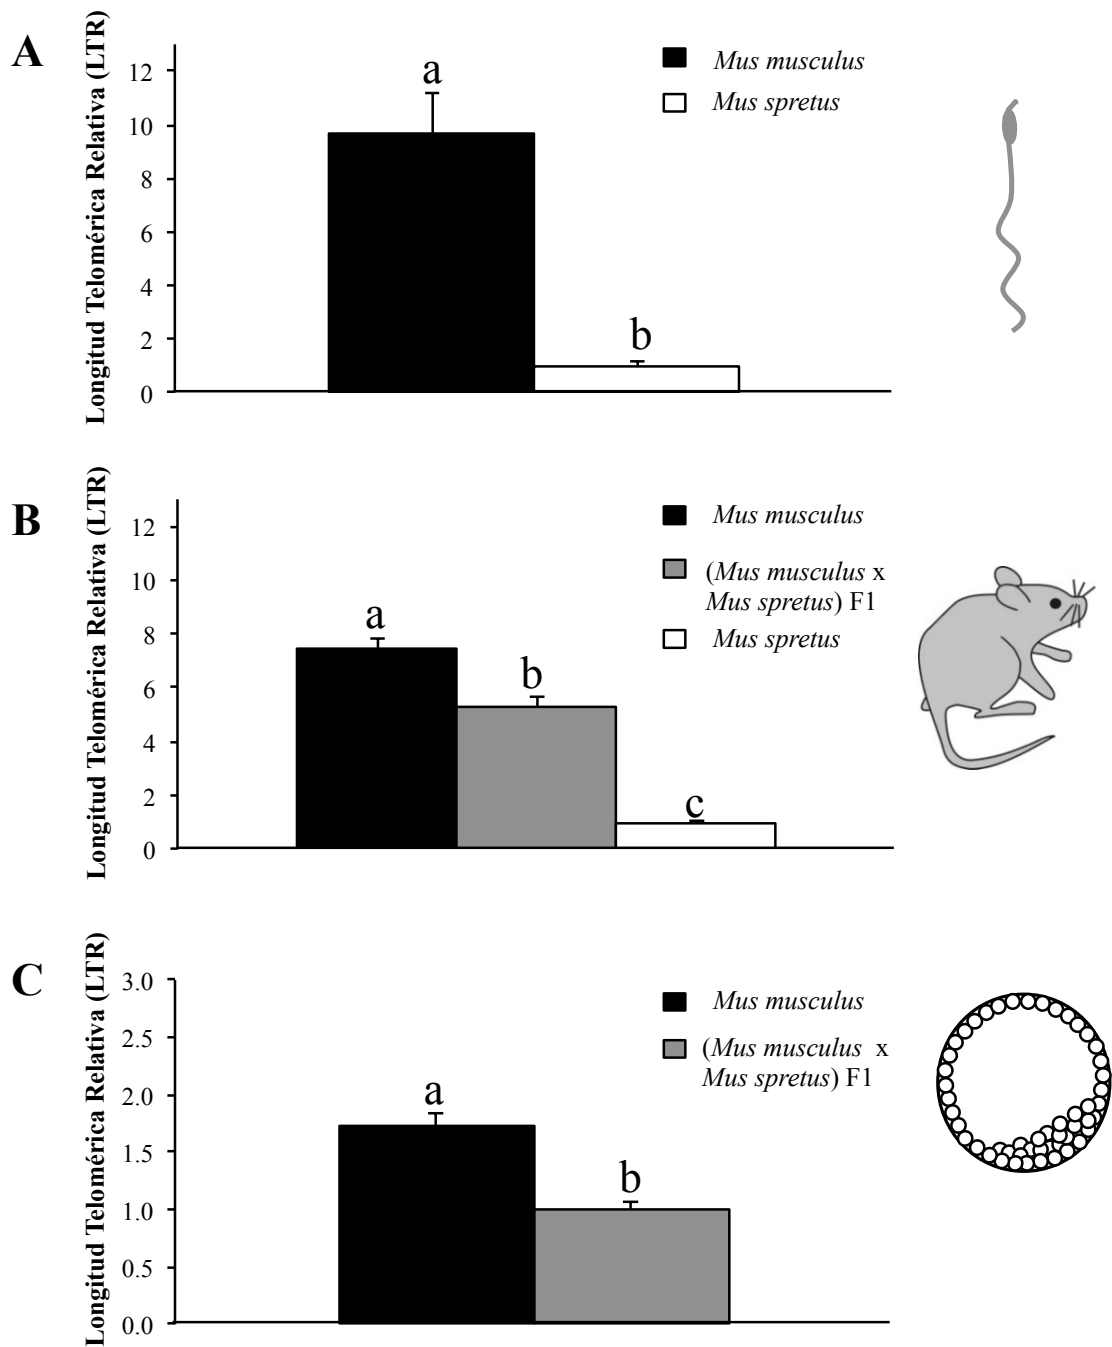 A
Longitud Telomérica Relativa (LTR)
12
10
8
6
4
2
0
a
b
Mus musculus
Mus spretus
B
Longitud Telomérica Relativa (LTR)
12
10
8
6
4
2
0
a
b
c
Mus musculus
(Mus musculus x
Mus spretus) F1
Mus spretus
C
Longitud Telomérica Relativa (LTR)
3.0
2.5
2.0
1.5
1.0
0.5
0.0
a
b
Mus musculus
(Mus musculus x
Mus spretus) F1